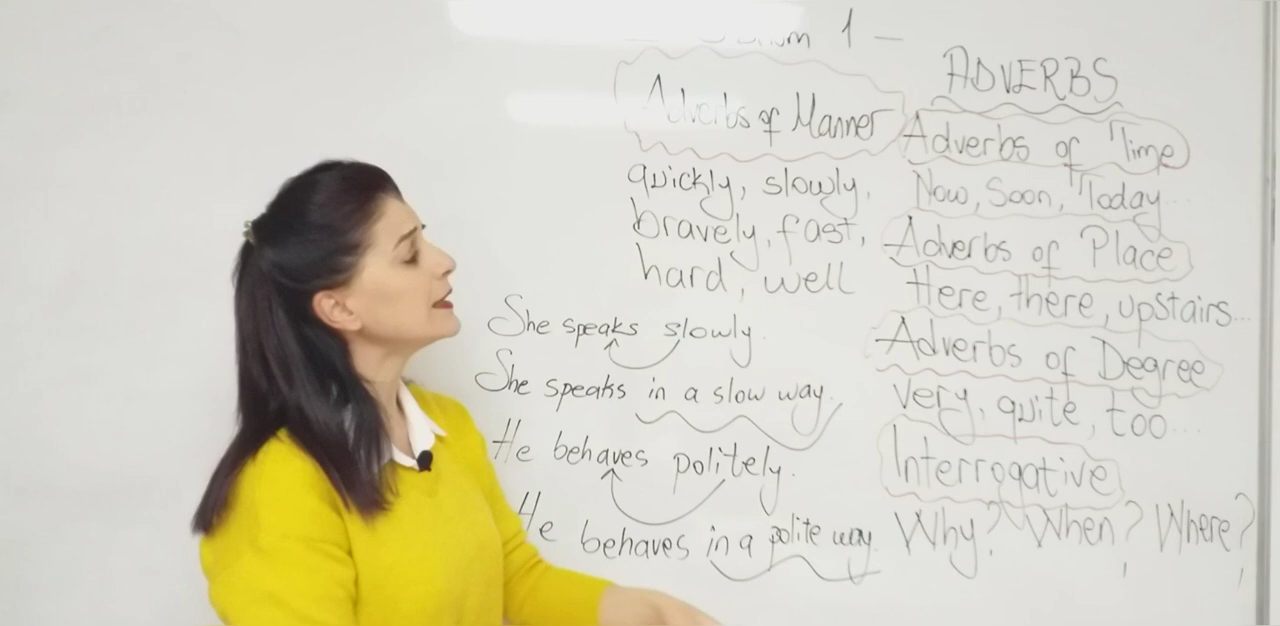 1
Adverbs of Manner
quickly, slowly,
bravely, fast,
hard, well
She speaks slowly.
She speaks in a slow way.
He behaves politely.
He behaves in a polite way.
ADVERBS
Adverbs of Time
Now, Soon, Today...
Adverbs of Place
Here, there, upstairs...
Adverbs of Degree
very, quite, too...
Interrogative
Why? When? Where?